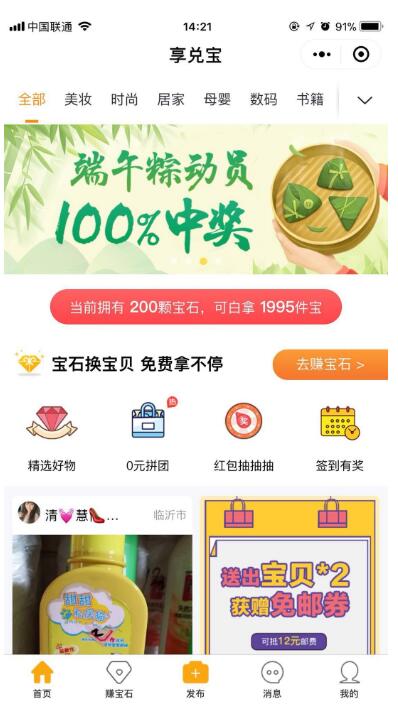 中国联通
14:21
91%
享兑宝
全部 美妆 时尚 居家 母婴 数码 书籍
端午粽动员
100%中奖
当前拥有 200颗宝石，可白拿 1995件宝
宝石换宝贝 免费拿不停
去赚宝石 >
热
奖
精选好物 0元拼团 红包抽抽抽 签到有奖
清💓慧👠... 临沂市
送出宝贝*2
获赠免邮券
可抵12元邮费
首页 赚宝石 发布 消息 我的